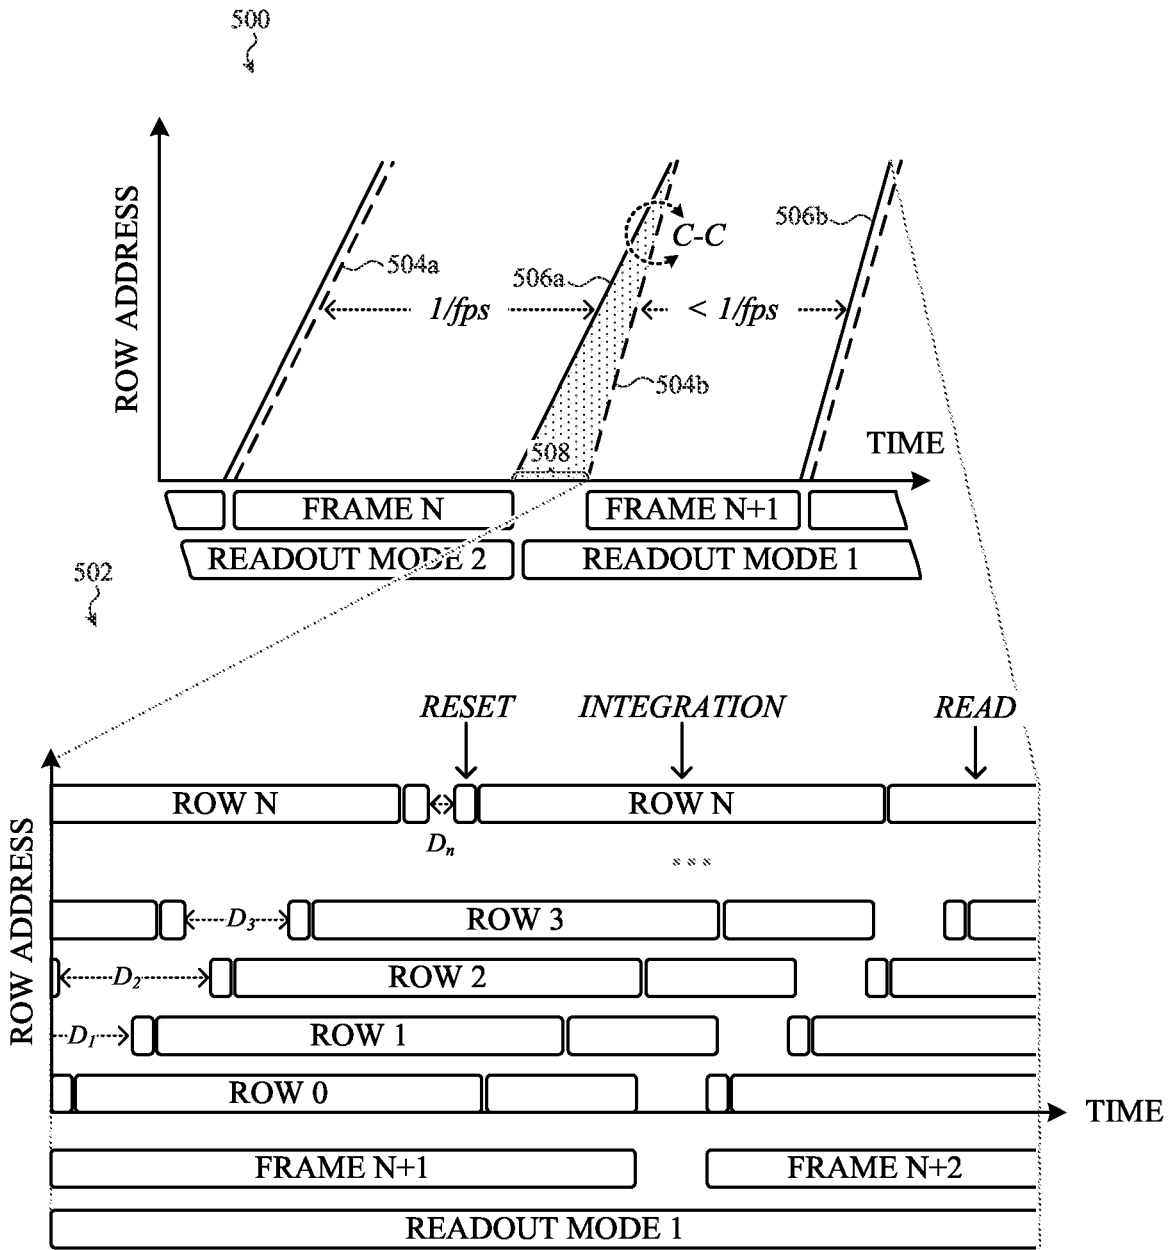 500
ROW ADDRESS
504a
506a
C-C
506b
1/fps
< 1/fps
504b
508
TIME
FRAME N
FRAME N+1
READOUT MODE 2
READOUT MODE 1
502
RESET
INTEGRATION
READ
ROW ADDRESS
ROW N
ROW N
Dn
D3
ROW 3
D2
ROW 2
D1
ROW 1
ROW 0
TIME
FRAME N+1
FRAME N+2
READOUT MODE 1